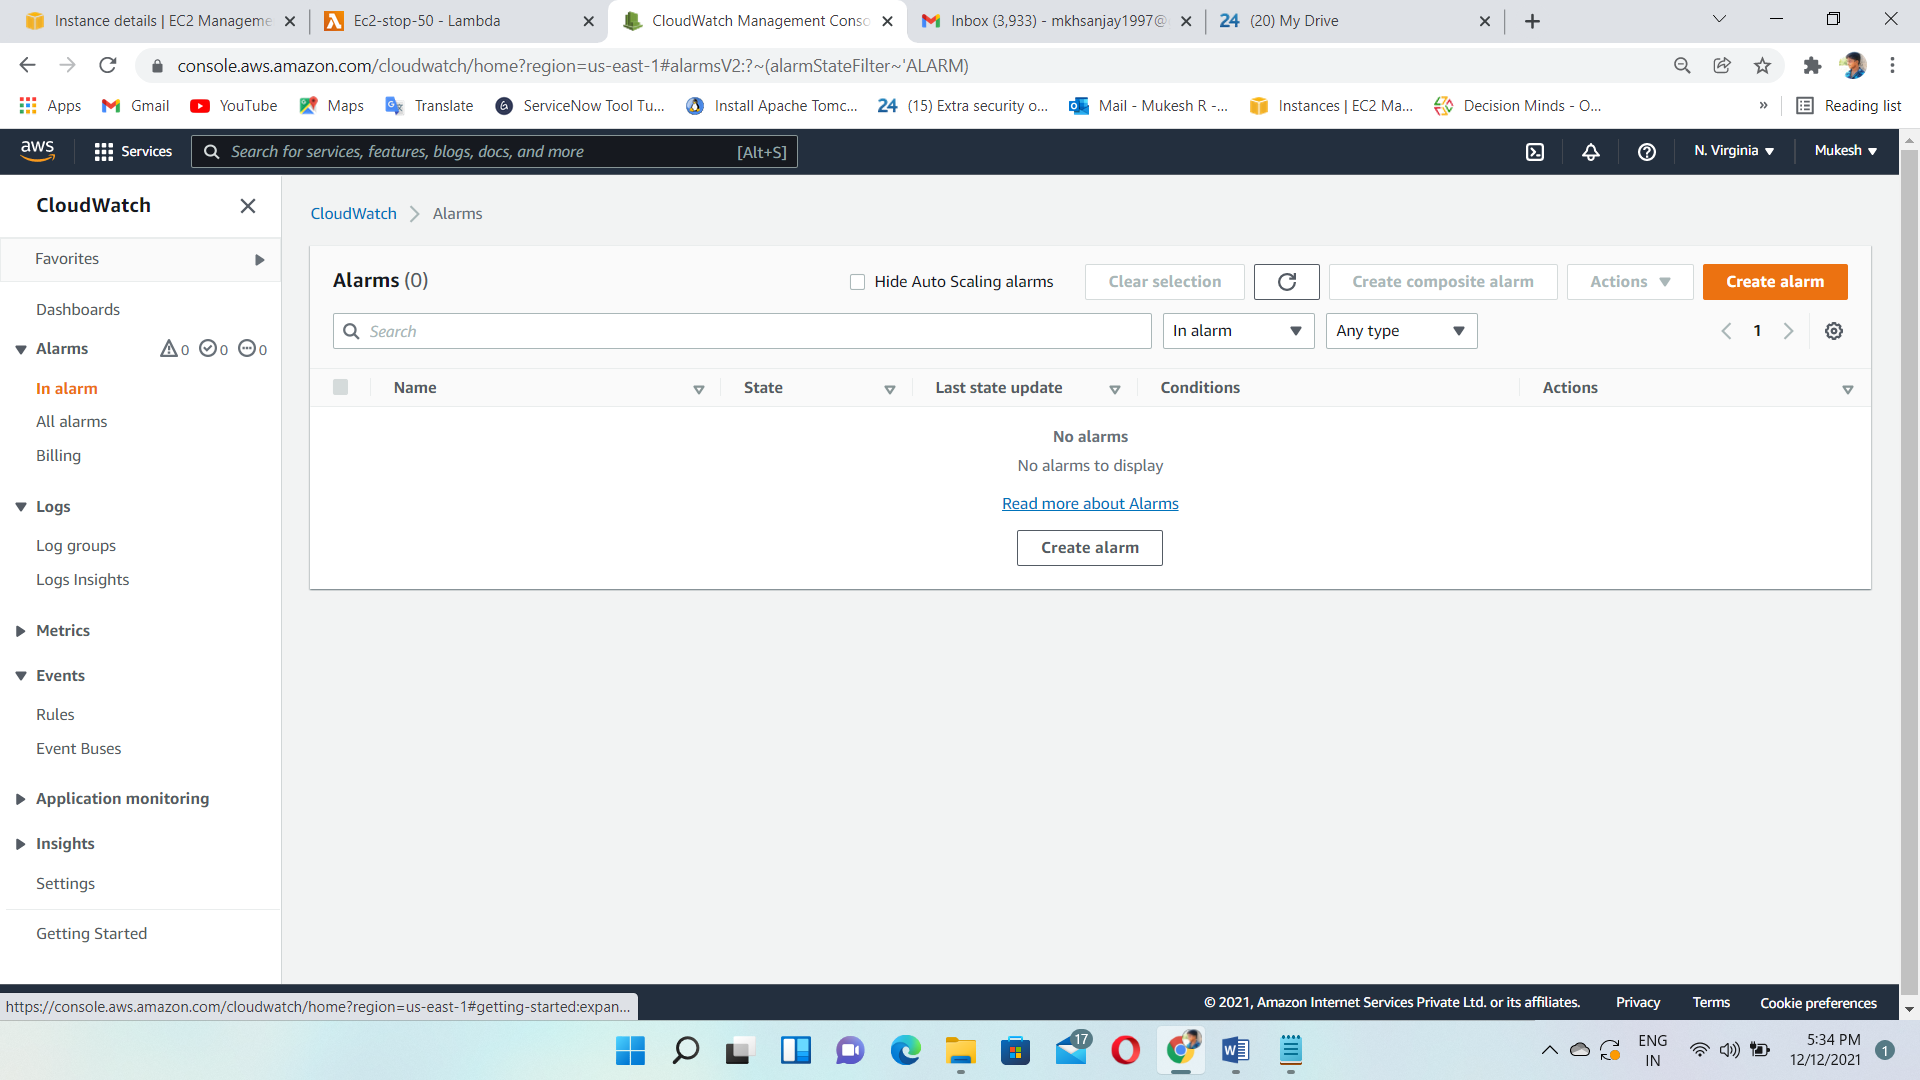 Instance details | EC2 Manageme
Ec2-stop-50 - Lambda
CloudWatch Management Conso
Inbox (3,933) - mkhsanjay1997@
24 (20) My Drive
console.aws.amazon.com/cloudwatch/home?region=us-east-1#alarmsV2:?~(alarmStateFilter~'ALARM)
Apps
Gmail
YouTube
Maps
Translate
ServiceNow Tool Tu...
Install Apache Tomc...
24 (15) Extra security o...
Mail - Mukesh R -...
Instances | EC2 Ma...
Decision Minds - O...
»
Reading list
aws
Services
Search for services, features, blogs, docs, and more [Alt+S]
N. Virginia
Mukesh
CloudWatch
Favorites
Dashboards
Alarms 0 0 0
In alarm
All alarms
Billing
Logs
Log groups
Logs Insights
Metrics
Events
Rules
Event Buses
Application monitoring
Insights
Settings
Getting Started
CloudWatch > Alarms
Alarms (0)
Hide Auto Scaling alarms
Clear selection
Create composite alarm
Actions
Create alarm
Search
In alarm
Any type
1
Name State Last state update Conditions Actions
No alarms
No alarms to display
Read more about Alarms
Create alarm
https://console.aws.amazon.com/cloudwatch/home?region=us-east-1#getting-started:expan...
© 2021, Amazon Internet Services Private Ltd. or its affiliates. Privacy Terms Cookie preferences
17
ENG
IN
5:34 PM
12/12/2021
1